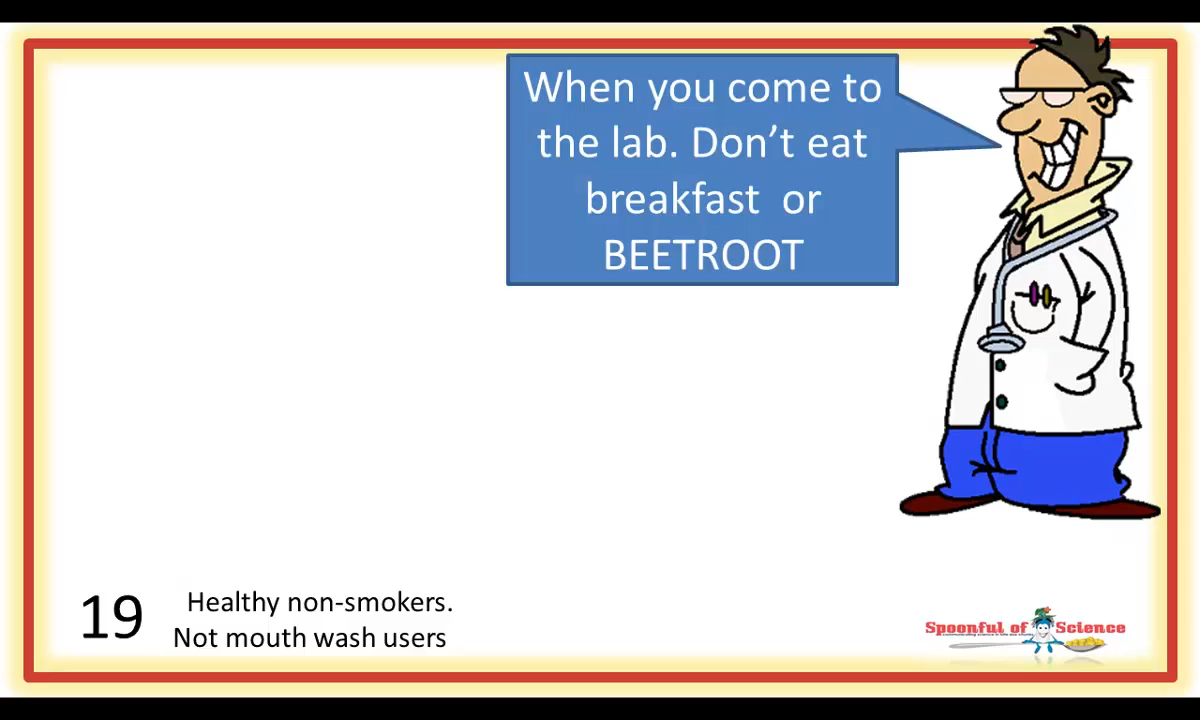 When you come to
the lab. Don’t eat
breakfast  or
BEETROOT
19
Healthy non-smokers.
Not mouth wash users
Spoonful of Science